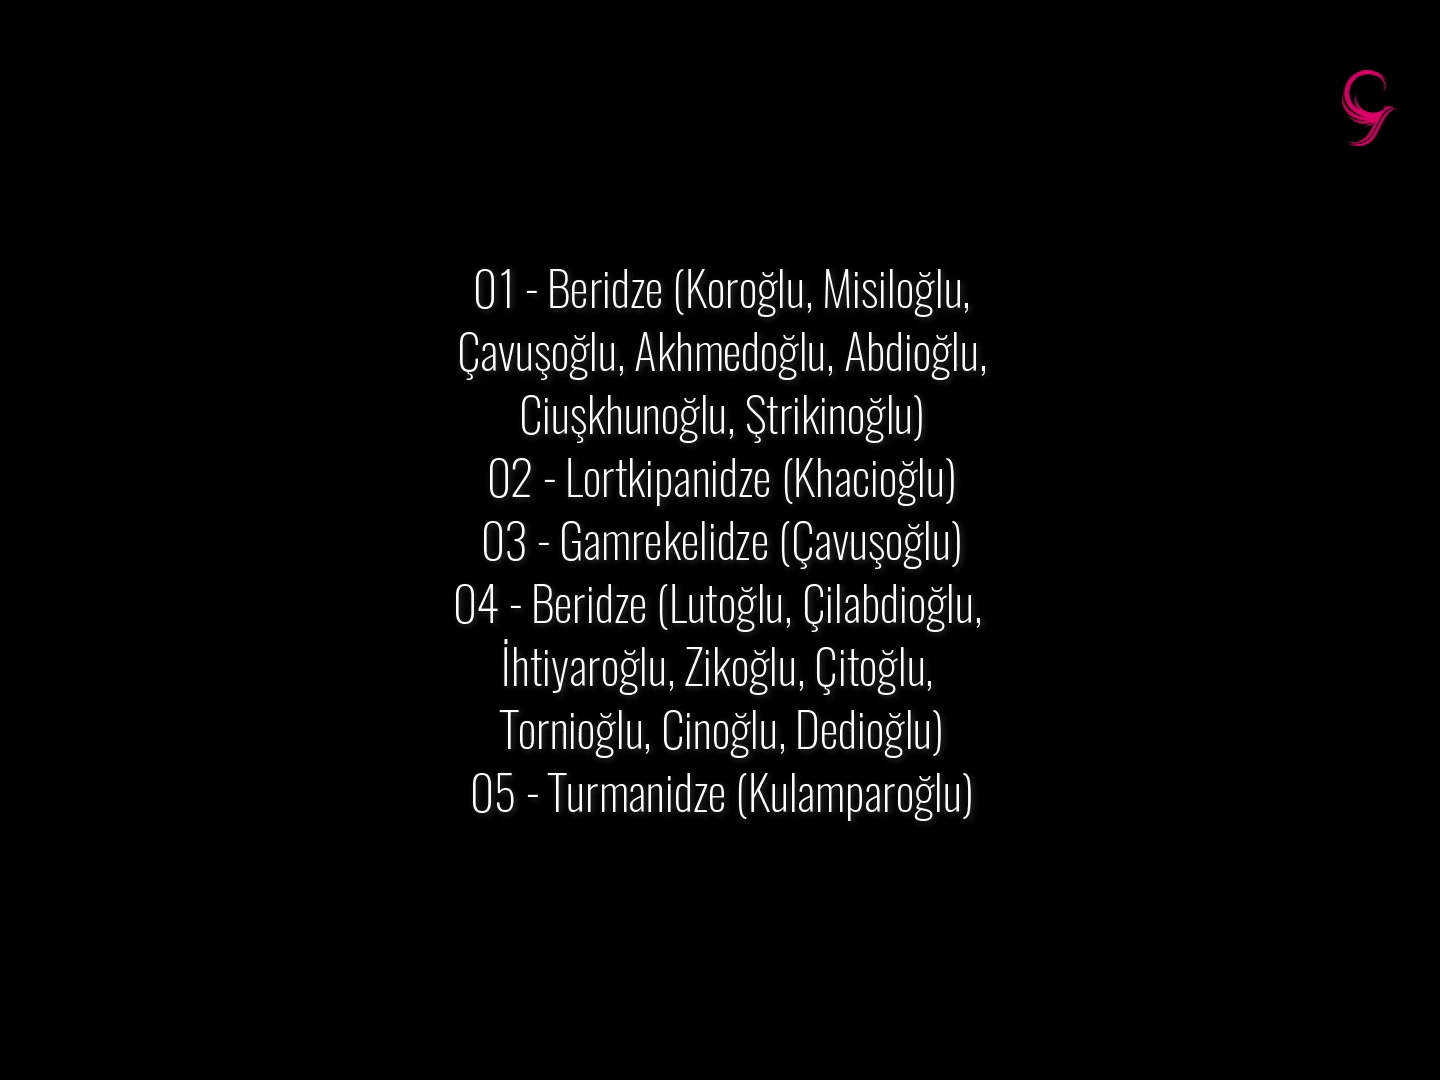 01 - Beridze (Koroğlu, Misiloğlu,
Çavuşoğlu, Akhmedoğlu, Abdioğlu,
Ciuşkhunoğlu, Ştrikinoğlu)
02 - Lortkipanidze (Khacioğlu)
03 - Gamrekelidze (Çavuşoğlu)
04 - Beridze (Lutoğlu, Çilabdioğlu,
İhtiyaroğlu, Zikoğlu, Çitoğlu,
Tornioğlu, Cinoğlu, Dedioğlu)
05 - Turmanidze (Kulamparoğlu)